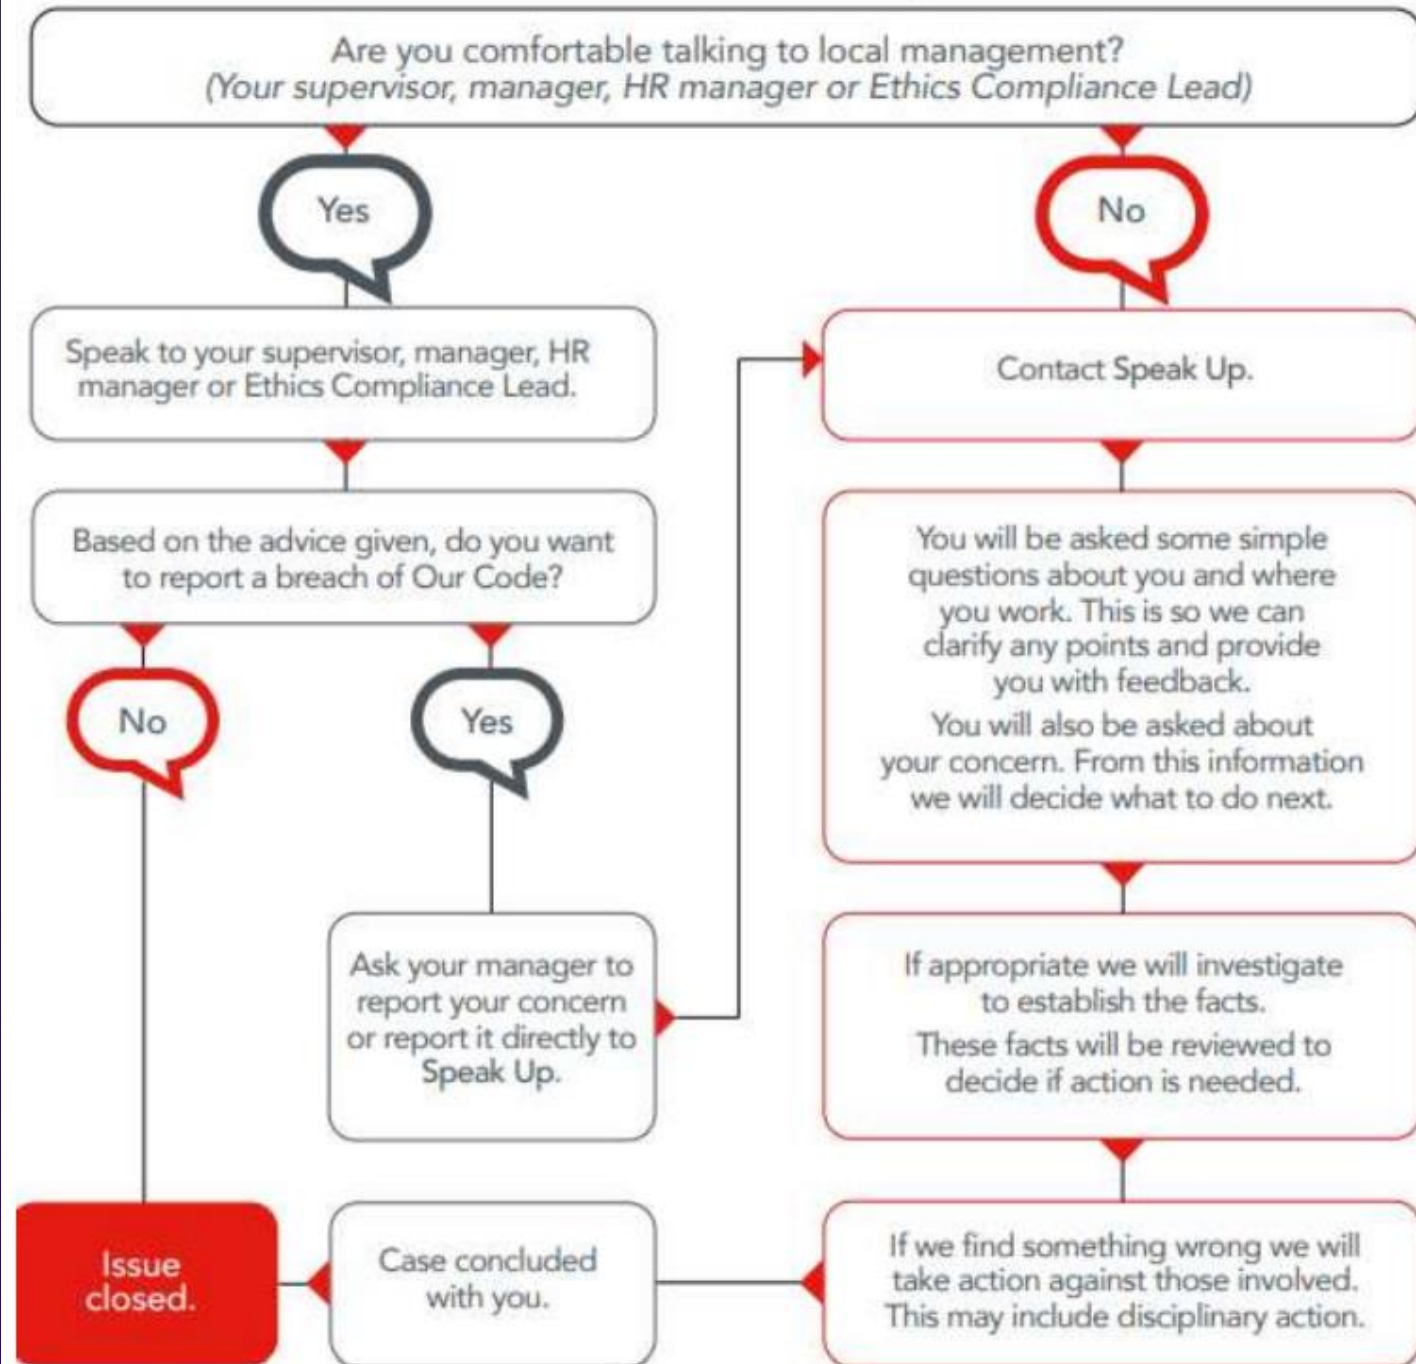 Are you comfortable talking to local management?
(Your supervisor, manager, HR manager or Ethics Compliance Lead)
Yes
No
Speak to your supervisor, manager, HR
manager or Ethics Compliance Lead.
Contact Speak Up.
Based on the advice given, do you want
to report a breach of Our Code?
You will be asked some simple
questions about you and where
you work. This is so we can
clarify any points and provide
you with feedback.
You will also be asked about
your concern. From this information
we will decide what to do next.
No
Yes
Ask your manager to
report your concern
or report it directly to
Speak Up.
If appropriate we will investigate
to establish the facts.
These facts will be reviewed to
decide if action is needed.
Issue
closed.
Case concluded
with you.
If we find something wrong we will
take action against those involved.
This may include disciplinary action.